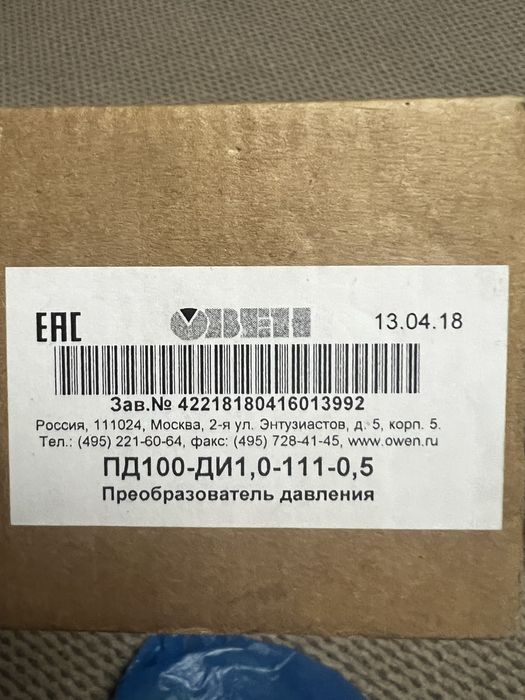 EAC
ОВЕН
13.04.18
Зав.№ 42218180416013992
Россия, 111024, Москва, 2-я ул. Энтузиастов, д. 5, корп. 5.
Тел.: (495) 221-60-64, факс: (495) 728-41-45, www.owen.ru
ПД100-ДИ1,0-111-0,5
Преобразователь давления